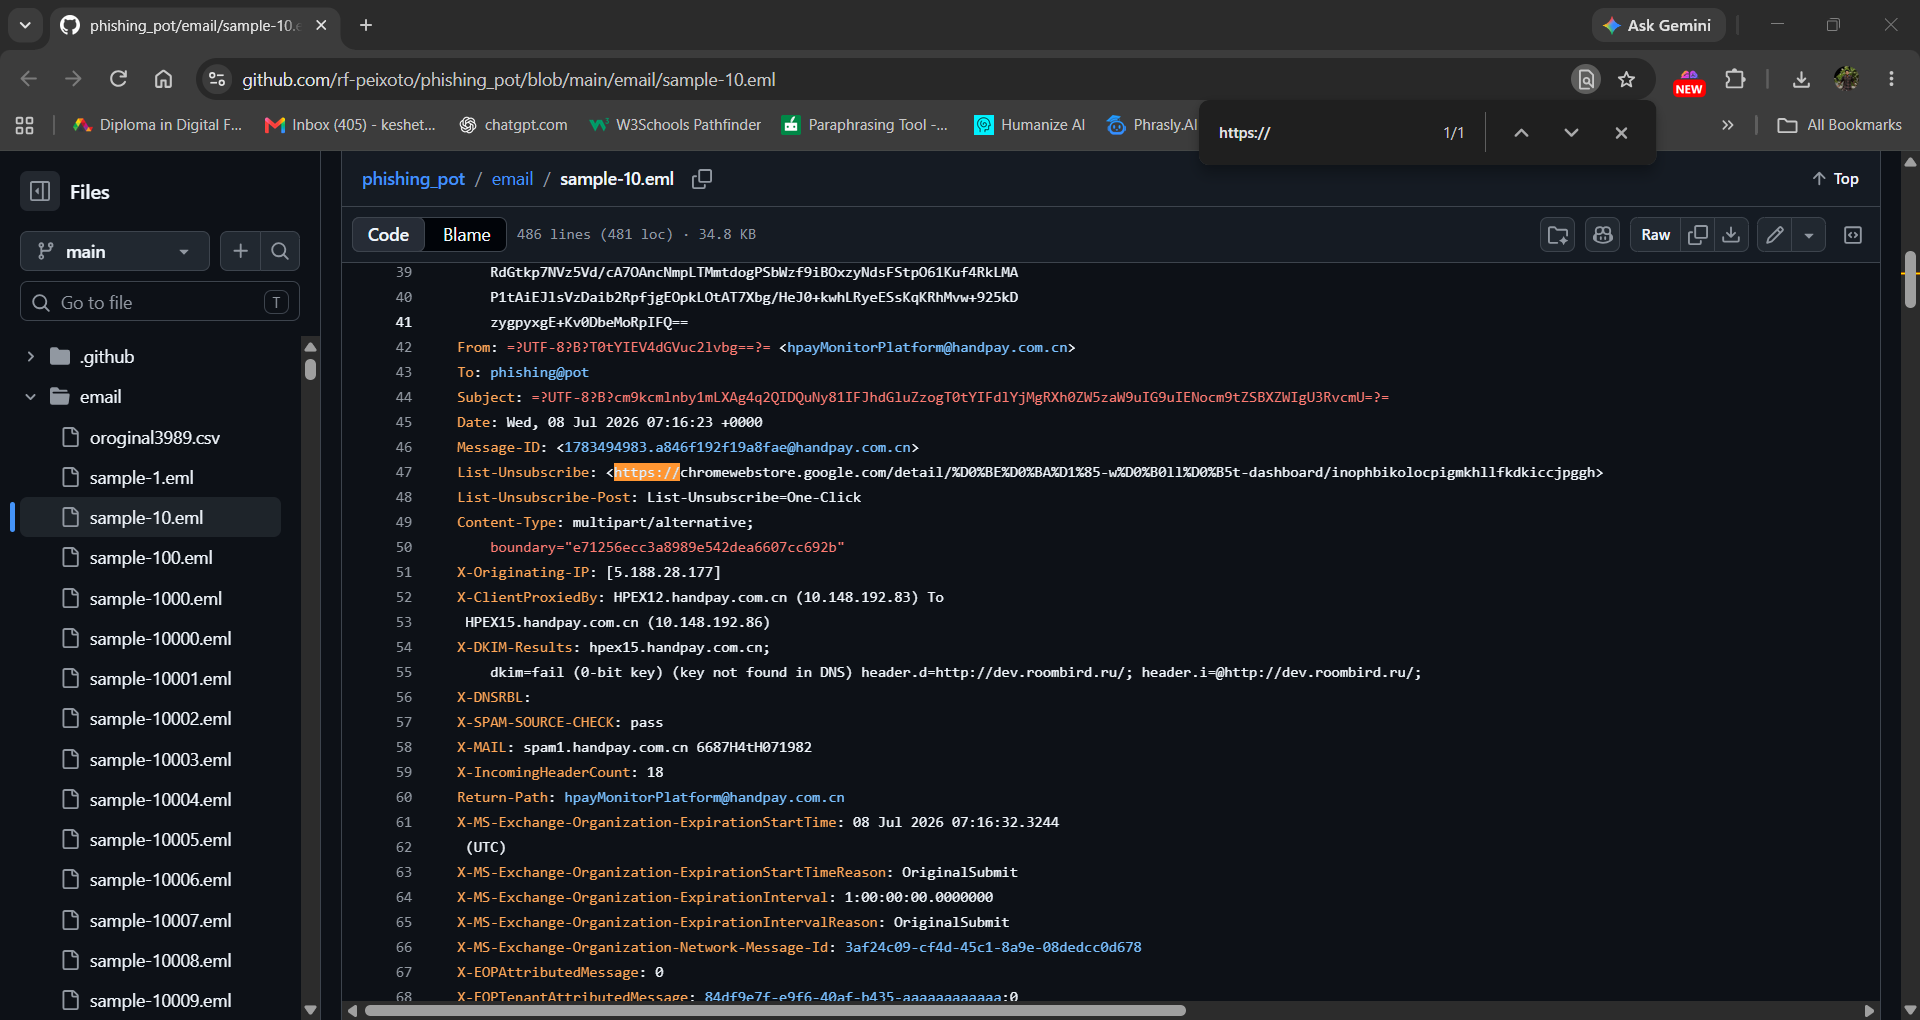 phishing_pot/email/sample-10.e
Ask Gemini
github.com/rf-peixoto/phishing_pot/blob/main/email/sample-10.eml
NEW
Diploma in Digital F...
Inbox (405) - keshet...
chatgpt.com
W3Schools Pathfinder
Paraphrasing Tool -...
Humanize AI
Phrasly.AI
»
All Bookmarks
https://
1/1
Files
phishing_pot / email / sample-10.eml
Top
main
Code
Blame
486 lines (481 loc) · 34.8 KB
Raw
Go to file
T
.github
email
oroginal3989.csv
sample-1.eml
sample-10.eml
sample-100.eml
sample-1000.eml
sample-10000.eml
sample-10001.eml
sample-10002.eml
sample-10003.eml
sample-10004.eml
sample-10005.eml
sample-10006.eml
sample-10007.eml
sample-10008.eml
sample-10009.eml
39 RdGtkp7NVz5Vd/cA7OAncNmpLTMmtdogPSbWzf9iBOxzyNdsFStpO61Kuf4RkLMA
40 P1tAiEJlsVzDaib2RpfjgEOpkLOtAT7Xbg/HeJ0+kwhLRyeESsKqKRhMvw+925kD
41 zygpyxgE+Kv0DbeMoRpIFQ==
42 From: =?UTF-8?B?T0tYIEV4dGVuc2lvbg==?= <hpayMonitorPlatform@handpay.com.cn>
43 To: phishing@pot
44 Subject: =?UTF-8?B?cm9kcmlnby1mLXAg4q2QIDQuNy81IFJhdGluZzogT0tYIFdlYjMgRXh0ZW5zaW9uIG9uIENocm9tZSBXZWIgU3RvcmU=?=
45 Date: Wed, 08 Jul 2026 07:16:23 +0000
46 Message-ID: <1783494983.a846f192f19a8fae@handpay.com.cn>
47 List-Unsubscribe: <https://chromewebstore.google.com/detail/%D0%BE%D0%BA%D1%85-w%D0%B0ll%D0%B5t-dashboard/inophbikolocpigmkhllfkdkiccjpggh>
48 List-Unsubscribe-Post: List-Unsubscribe=One-Click
49 Content-Type: multipart/alternative;
50 boundary="e71256ecc3a8989e542dea6607cc692b"
51 X-Originating-IP: [5.188.28.177]
52 X-ClientProxiedBy: HPEX12.handpay.com.cn (10.148.192.83) To
53 HPEX15.handpay.com.cn (10.148.192.86)
54 X-DKIM-Results: hpex15.handpay.com.cn;
55 dkim=fail (0-bit key) (key not found in DNS) header.d=http://dev.roombird.ru/; header.i=@http://dev.roombird.ru/;
56 X-DNSRBL:
57 X-SPAM-SOURCE-CHECK: pass
58 X-MAIL: spam1.handpay.com.cn 6687H4tH071982
59 X-IncomingHeaderCount: 18
60 Return-Path: hpayMonitorPlatform@handpay.com.cn
61 X-MS-Exchange-Organization-ExpirationStartTime: 08 Jul 2026 07:16:32.3244
62 (UTC)
63 X-MS-Exchange-Organization-ExpirationStartTimeReason: OriginalSubmit
64 X-MS-Exchange-Organization-ExpirationInterval: 1:00:00:00.0000000
65 X-MS-Exchange-Organization-ExpirationIntervalReason: OriginalSubmit
66 X-MS-Exchange-Organization-Network-Message-Id: 3af24c09-cf4d-45c1-8a9e-08dedcc0d678
67 X-EOPAttributedMessage: 0
68 X-EOPTenantAttributedMessage: 84df9e7f-e9f6-40af-b435-aaaaaaaaaaaa:0